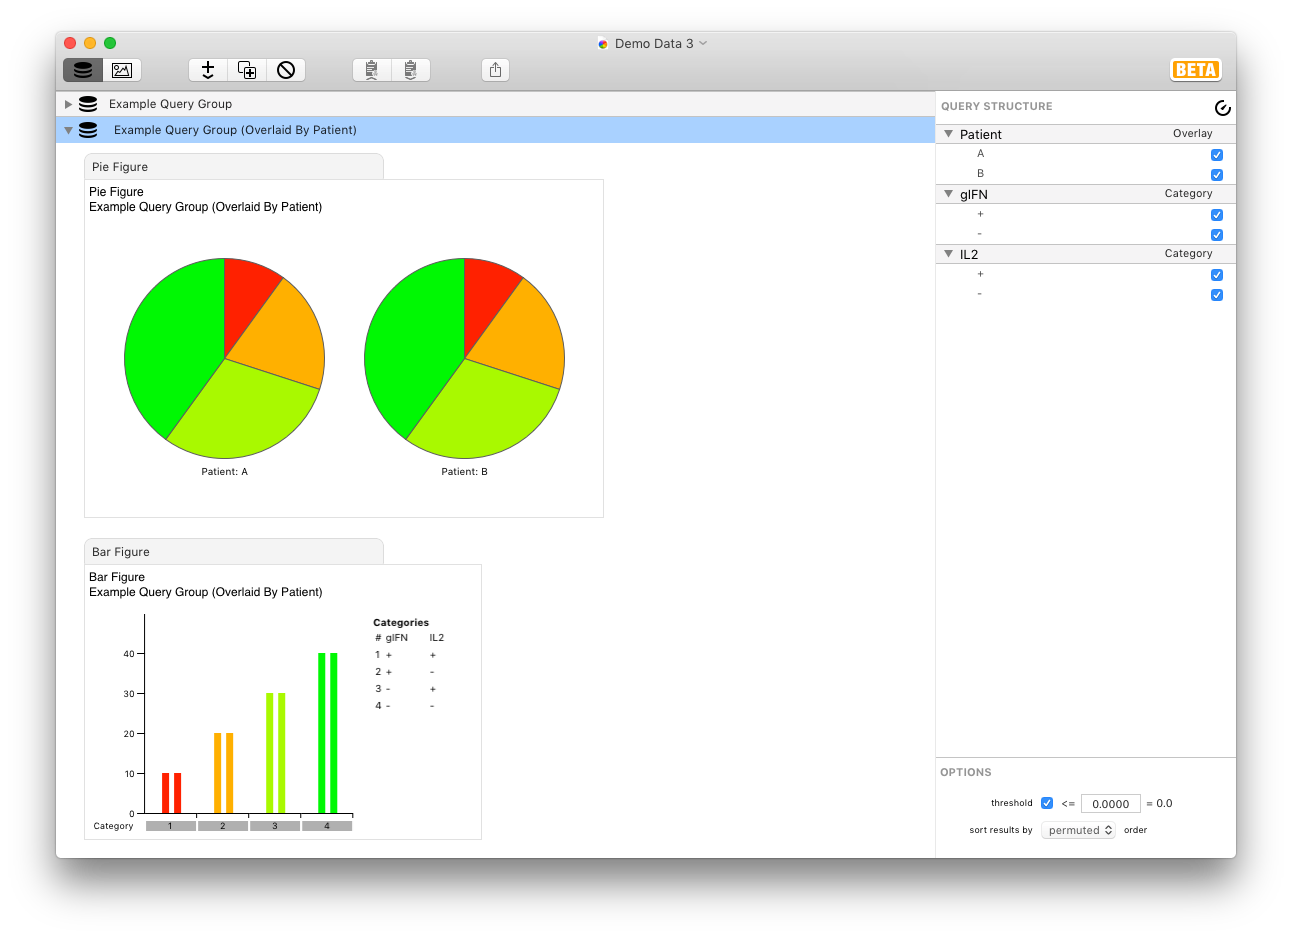 Demo Data 3
BETA
Example Query Group
Example Query Group (Overlaid By Patient)
Pie Figure
Pie Figure
Example Query Group (Overlaid By Patient)
Patient: A
Patient: B
Bar Figure
Bar Figure
Example Query Group (Overlaid By Patient)
40
30
20
10
0
Category 1 2 3 4
Categories
# gIFN IL2
1 + +
2 + -
3 - +
4 - -
QUERY STRUCTURE
Patient Overlay
A
B
gIFN Category
+
-
IL2 Category
+
-
OPTIONS
threshold <= 0.0000 = 0.0
sort results by permuted order